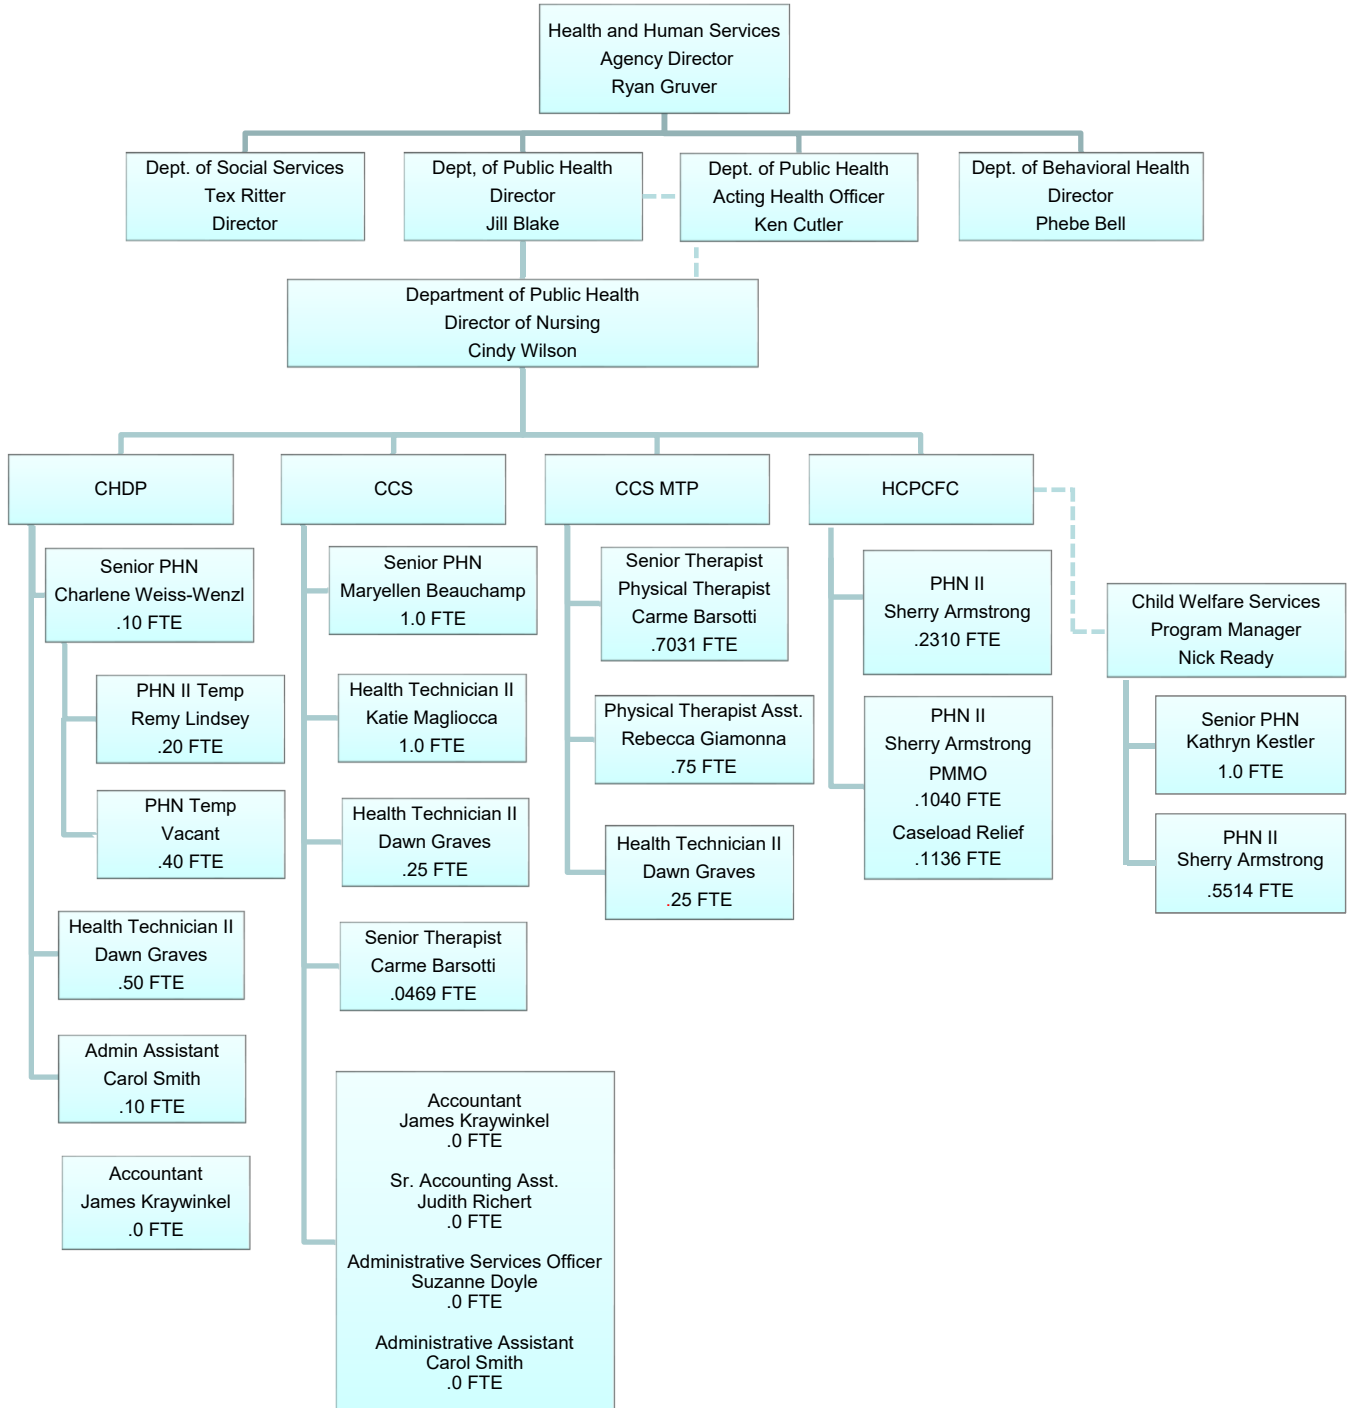 Health and Human Services
Agency Director
Ryan Gruver
Dept. of Social Services
Tex Ritter
Director
Dept, of Public Health
Director
Jill Blake
Dept. of Public Health
Acting Health Officer
Ken Cutler
Dept. of Behavioral Health
Director
Phebe Bell
Department of Public Health
Director of Nursing
Cindy Wilson
CHDP
Senior PHN
Charlene Weiss-Wenzl
.10 FTE
PHN II Temp
Remy Lindsey
.20 FTE
PHN Temp
Vacant
.40 FTE
Health Technician II
Dawn Graves
.50 FTE
Admin Assistant
Carol Smith
.10 FTE
Accountant
James Kraywinkel
.0 FTE
CCS
Senior PHN
Maryellen Beauchamp
1.0 FTE
Health Technician II
Katie Magliocca
1.0 FTE
Health Technician II
Dawn Graves
.25 FTE
Senior Therapist
Carme Barsotti
.0469 FTE
Accountant
James Kraywinkel
.0 FTE
Sr. Accounting Asst.
Judith Richert
.0 FTE
Administrative Services Officer
Suzanne Doyle
.0 FTE
Administrative Assistant
Carol Smith
.0 FTE
CCS MTP
Senior Therapist
Physical Therapist
Carme Barsotti
.7031 FTE
Physical Therapist Asst.
Rebecca Giamonna
.75 FTE
Health Technician II
Dawn Graves
.25 FTE
HCPCFC
PHN II
Sherry Armstrong
.2310 FTE
PHN II
Sherry Armstrong
PMMO
.1040 FTE
Caseload Relief
.1136 FTE
Child Welfare Services
Program Manager
Nick Ready
Senior PHN
Kathryn Kestler
1.0 FTE
PHN II
Sherry Armstrong
.5514 FTE